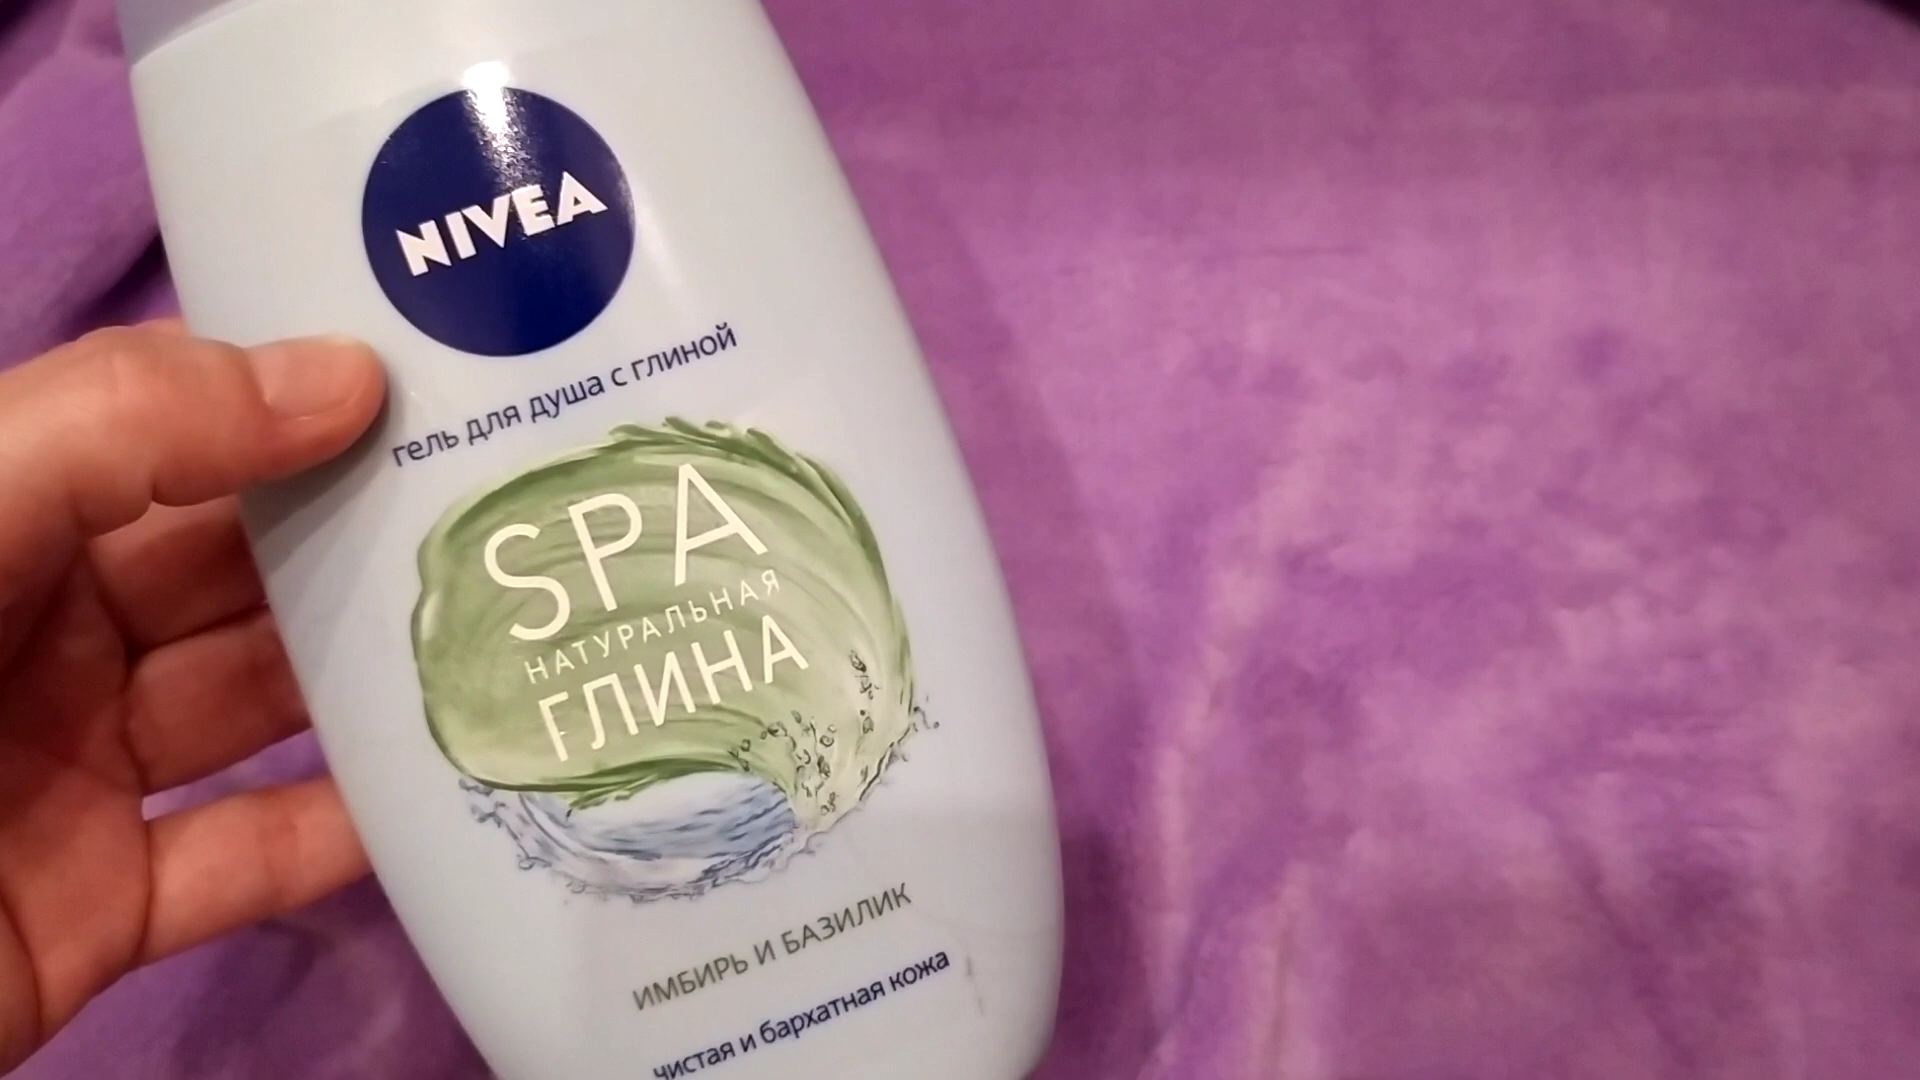 NIVEA
гель для душа с глиной
SPA
НАТУРАЛЬНАЯ
ГЛИНА
ИМБИРЬ И БАЗИЛИК
чистая и бархатная кожа